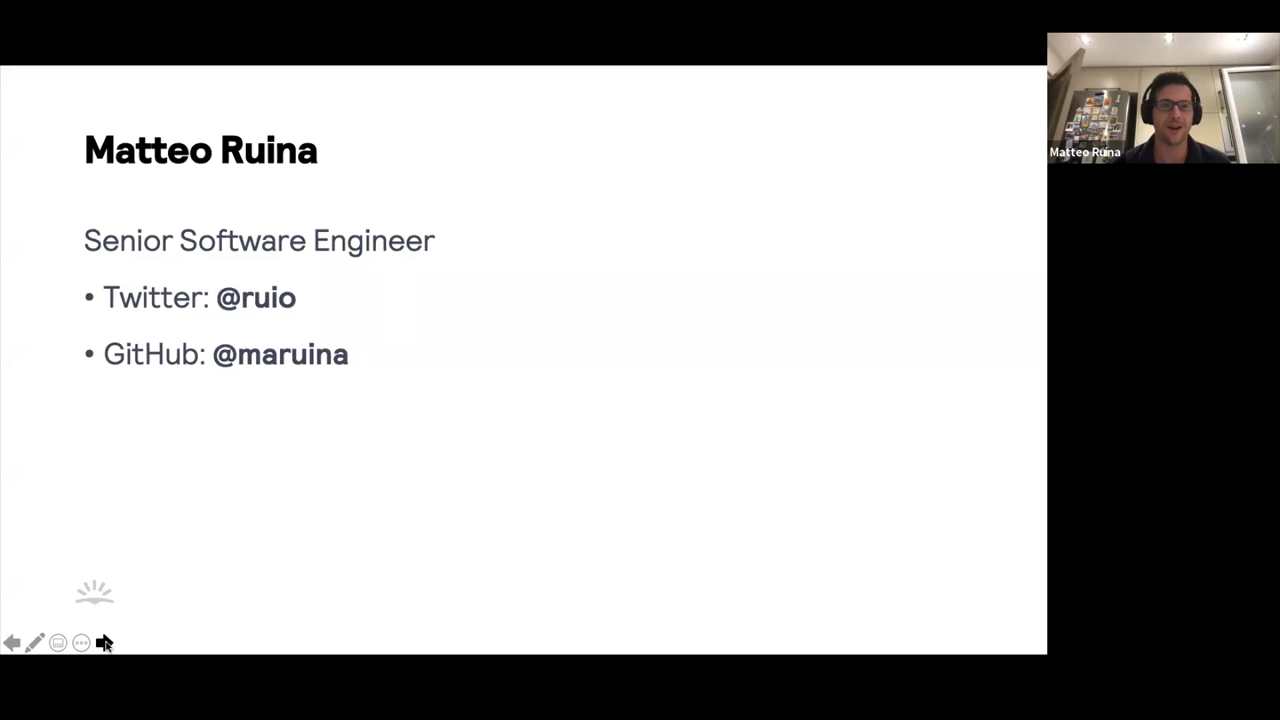 Matteo Ruina
Senior Software Engineer
• Twitter: @ruio
• GitHub: @maruina
Matteo Ruina